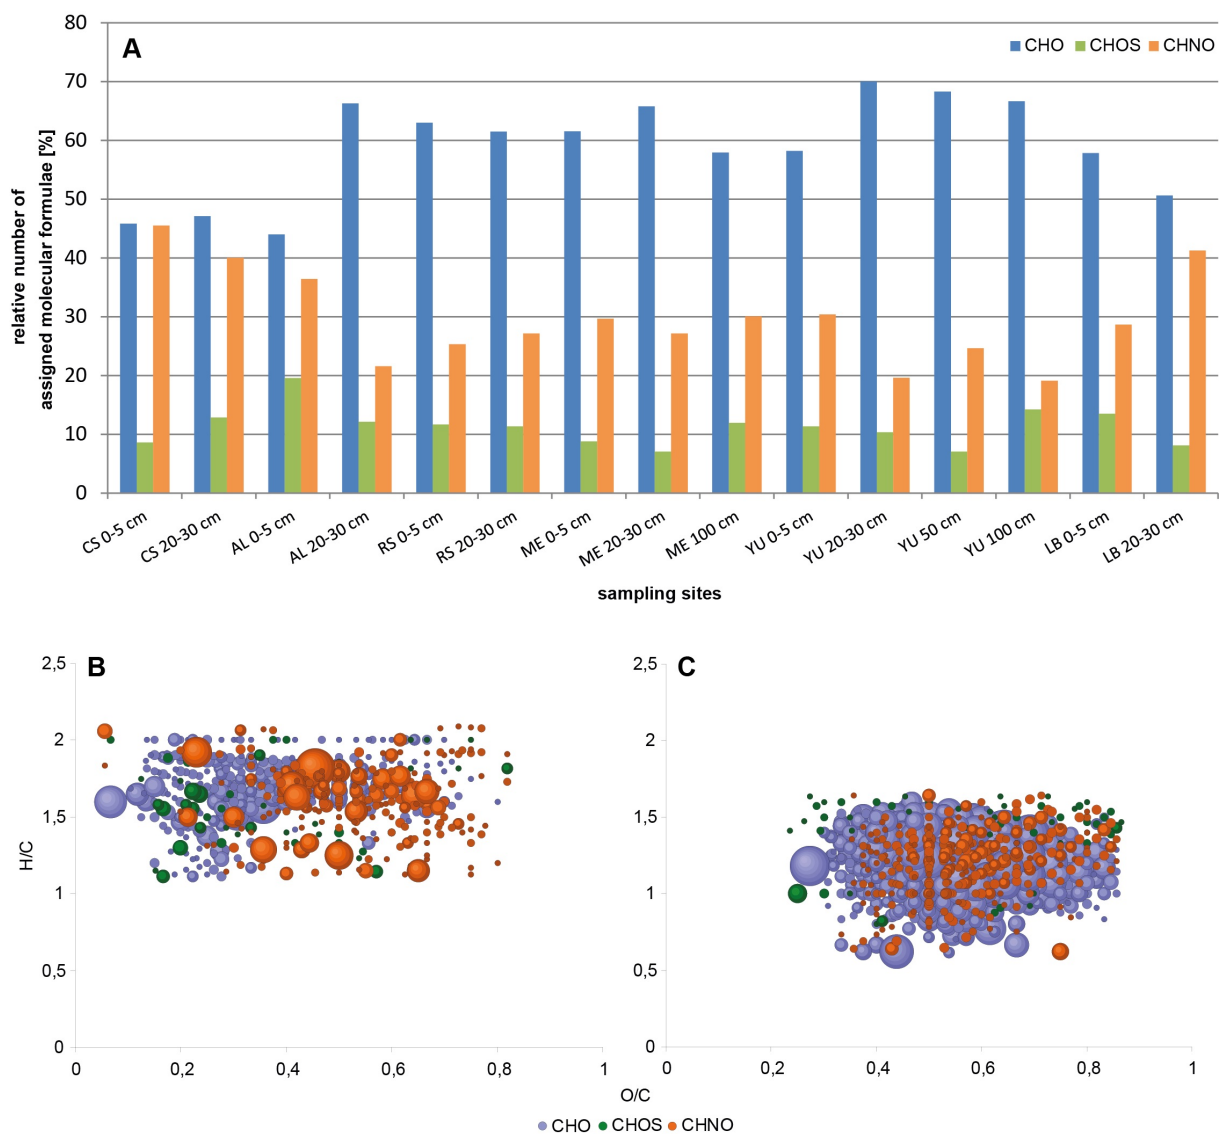 80
A
CHO CHOS CHNO
70
60
50
40
30
20
10
0
relative number of
assigned molecular formulae [%]
CS 0-5 cm
CS 20-30 cm
AL 0-5 cm
AL 20-30 cm
RS 0-5 cm
RS 20-30 cm
ME 0-5 cm
ME 20-30 cm
ME 100 cm
YU 0-5 cm
YU 20-30 cm
YU 50 cm
YU 100 cm
LB 0-5 cm
LB 20-30 cm
sampling sites
B
2,5
2
1,5
1
0,5
0
H/C
0 0,2 0,4 0,6 0,8 1
C
2,5
2
1,5
1
0,5
0
0 0,2 0,4 0,6 0,8 1
O/C
CHO CHOS CHNO